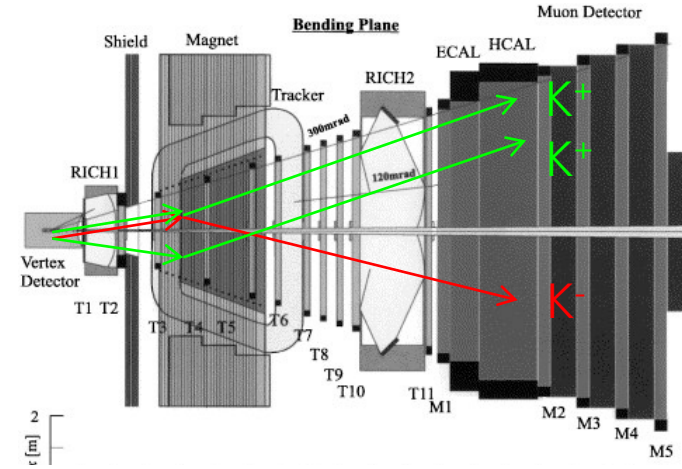 Bending Plane
Muon Detector
Shield
Magnet
ECAL
HCAL
RICH2
Tracker
300mrad
K⁺
RICH1
K⁺
120mrad
Vertex
Detector
K⁻
T1 T2
T3
T4
T5
T6
T7
T8
T9
T10
T11
M1
M2
M3
M4
M5
2
[m]